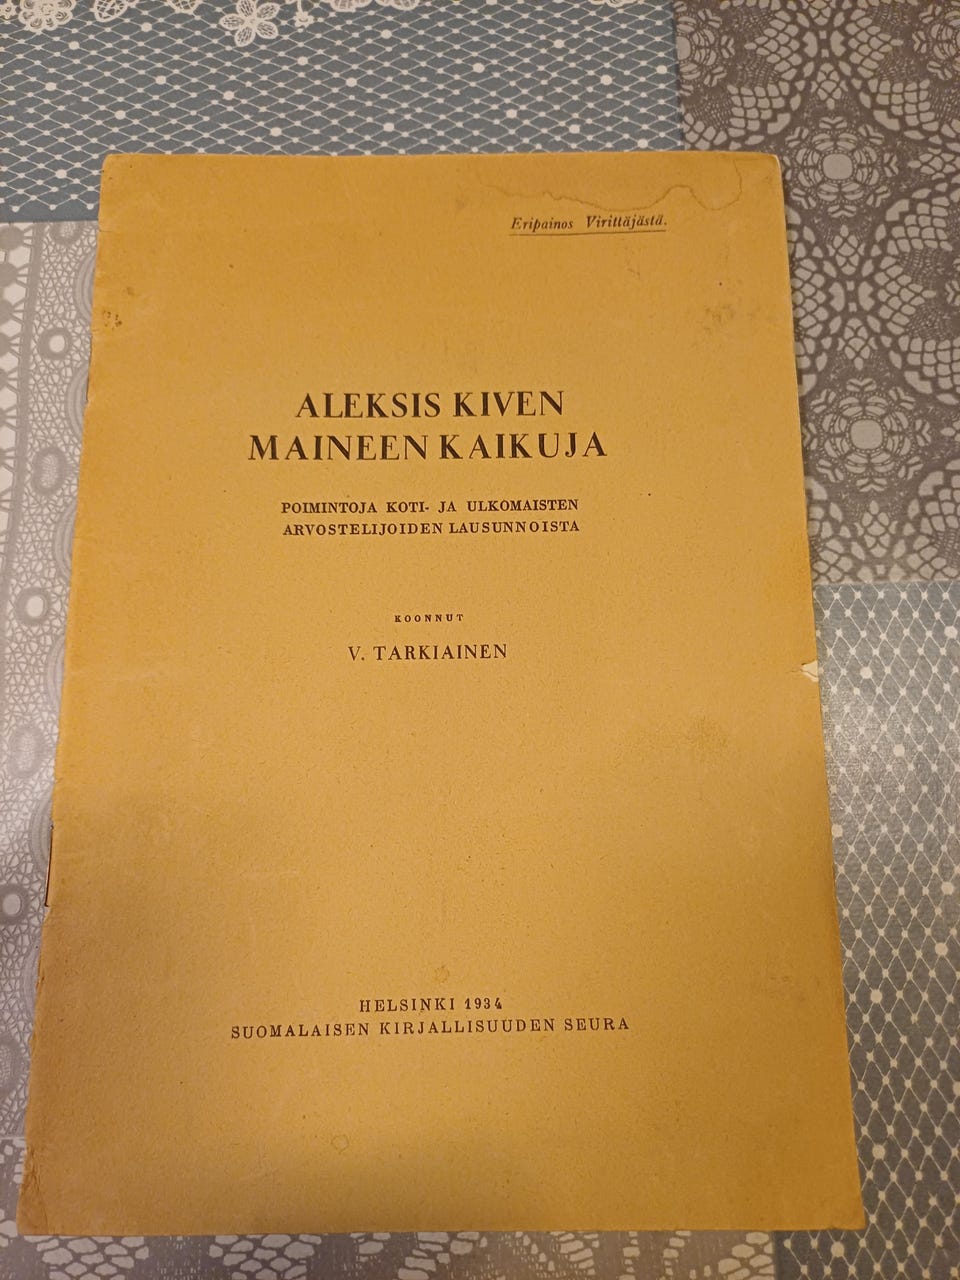 Eripainos Virittäjästä.
ALEKSIS KIVEN
MAINEEN KAIKUJA
POIMINTOJA KOTI- JA ULKOMAISTEN
ARVOSTELIJOIDEN LAUSUNNOISTA
KOONNUT
V. TARKIAINEN
HELSINKI 1934
SUOMALAISEN KIRJALLISUUDEN SEURA